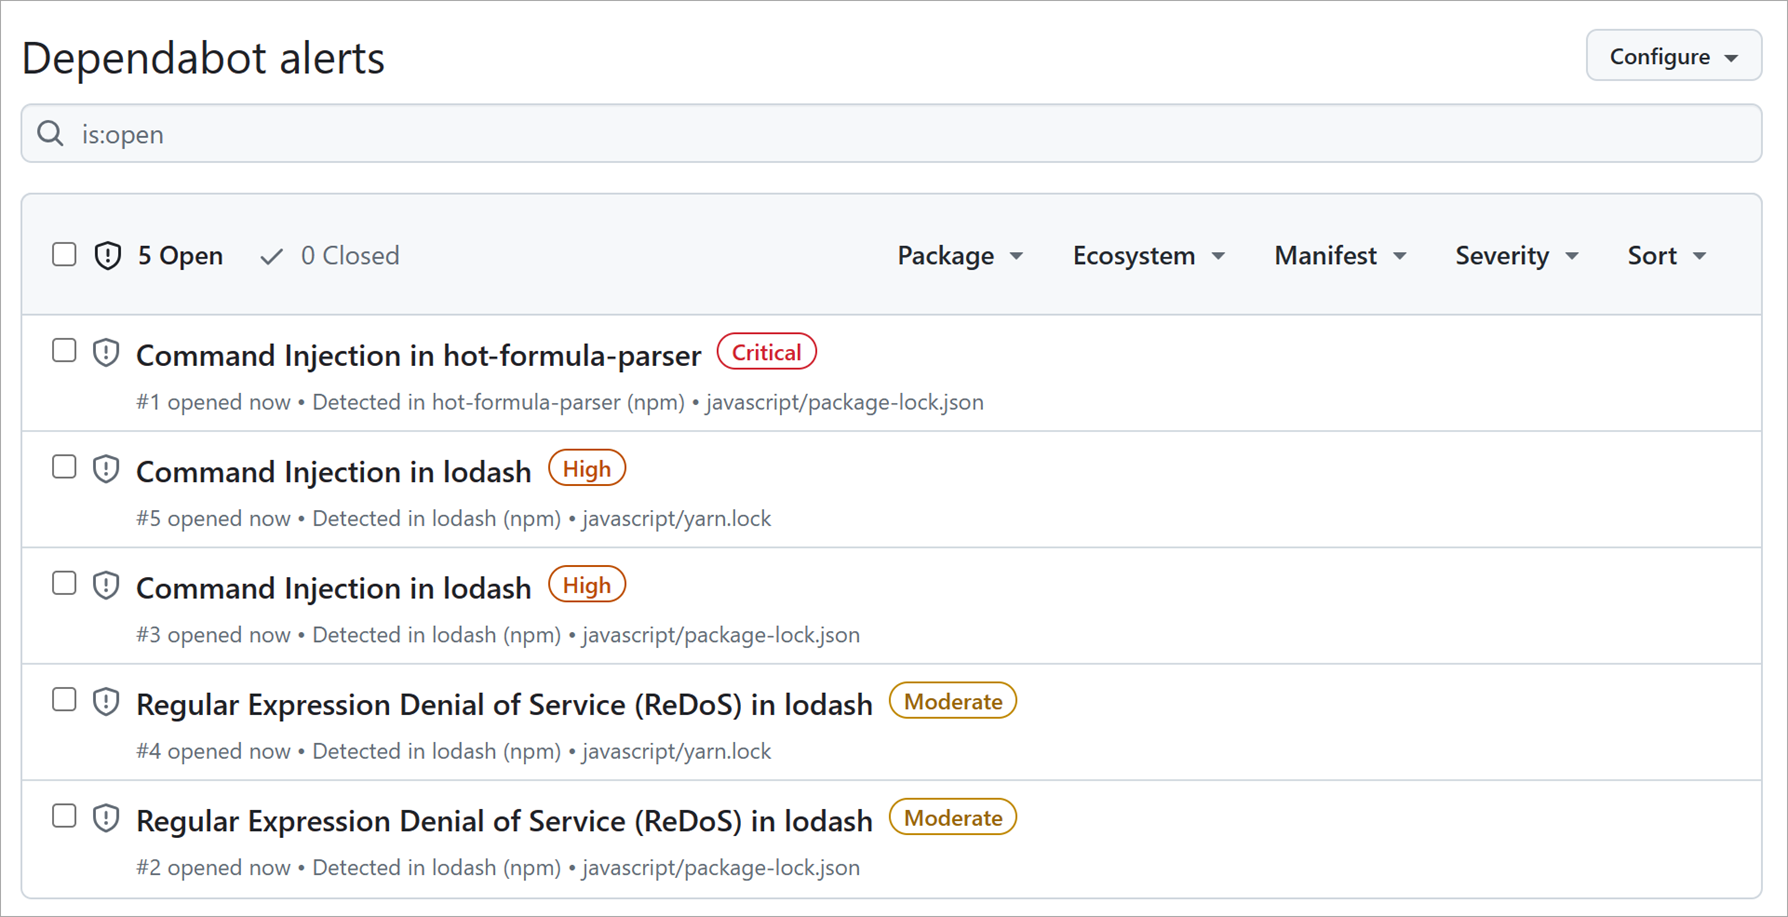 Dependabot alerts
Configure
is:open
5 Open 0 Closed Package Ecosystem Manifest Severity Sort
Command Injection in hot-formula-parser Critical
#1 opened now • Detected in hot-formula-parser (npm) • javascript/package-lock.json
Command Injection in lodash High
#5 opened now • Detected in lodash (npm) • javascript/yarn.lock
Command Injection in lodash High
#3 opened now • Detected in lodash (npm) • javascript/package-lock.json
Regular Expression Denial of Service (ReDoS) in lodash Moderate
#4 opened now • Detected in lodash (npm) • javascript/yarn.lock
Regular Expression Denial of Service (ReDoS) in lodash Moderate
#2 opened now • Detected in lodash (npm) • javascript/package-lock.json